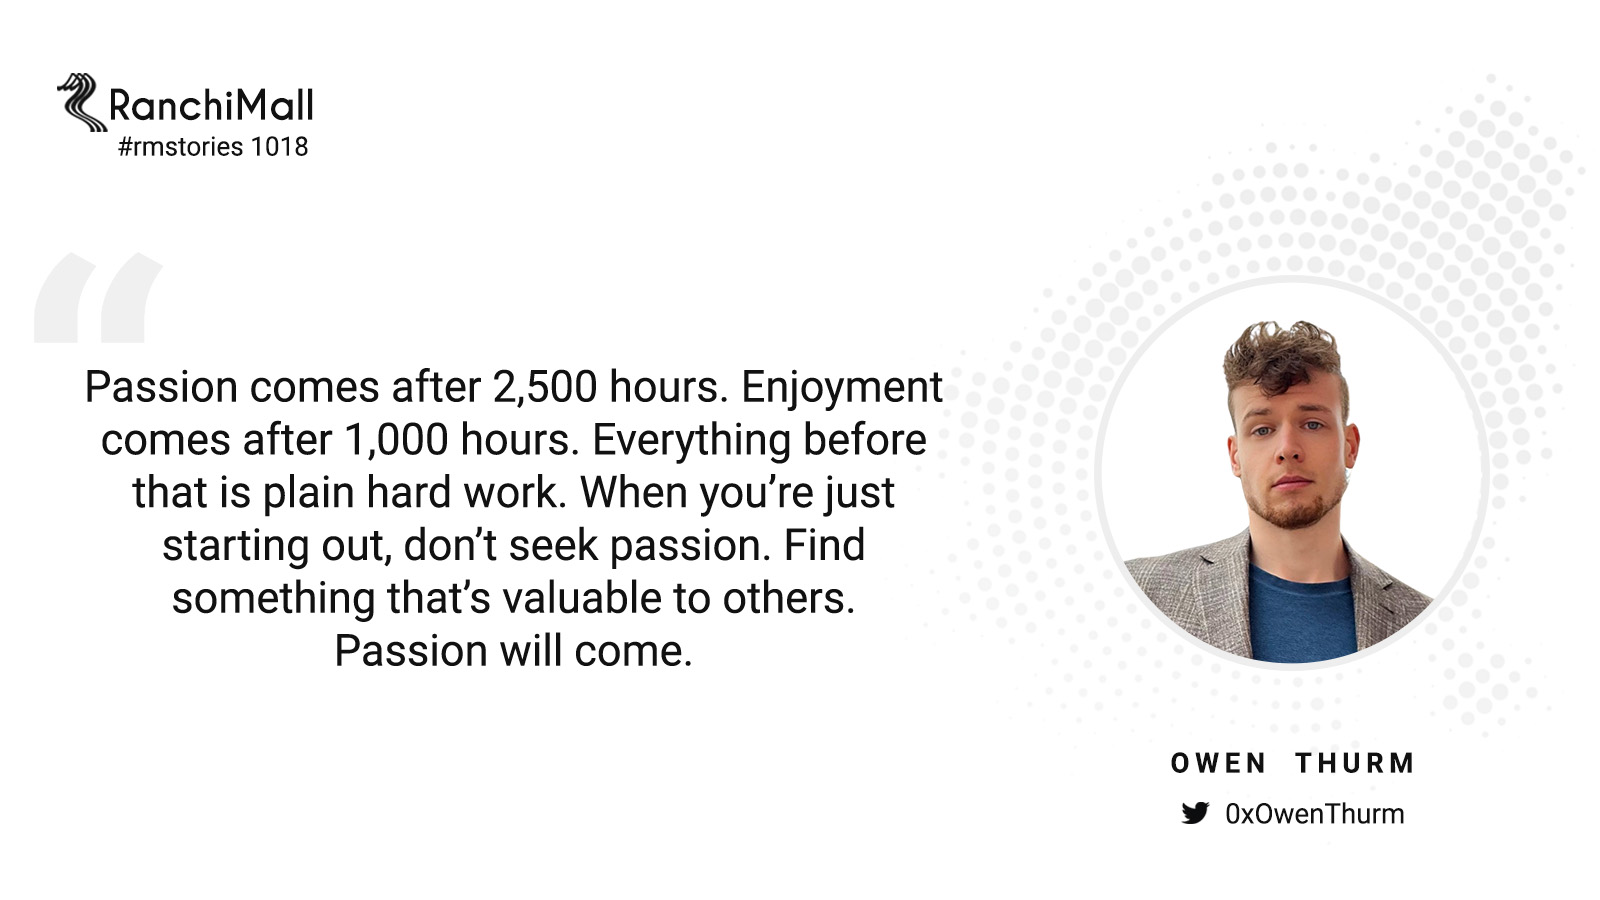 RanchiMall
#rmstories 1018
Passion comes after 2,500 hours. Enjoyment
comes after 1,000 hours. Everything before
that is plain hard work. When you’re just
starting out, don’t seek passion. Find
something that’s valuable to others.
Passion will come.
OWEN THURM
0xOwenThurm